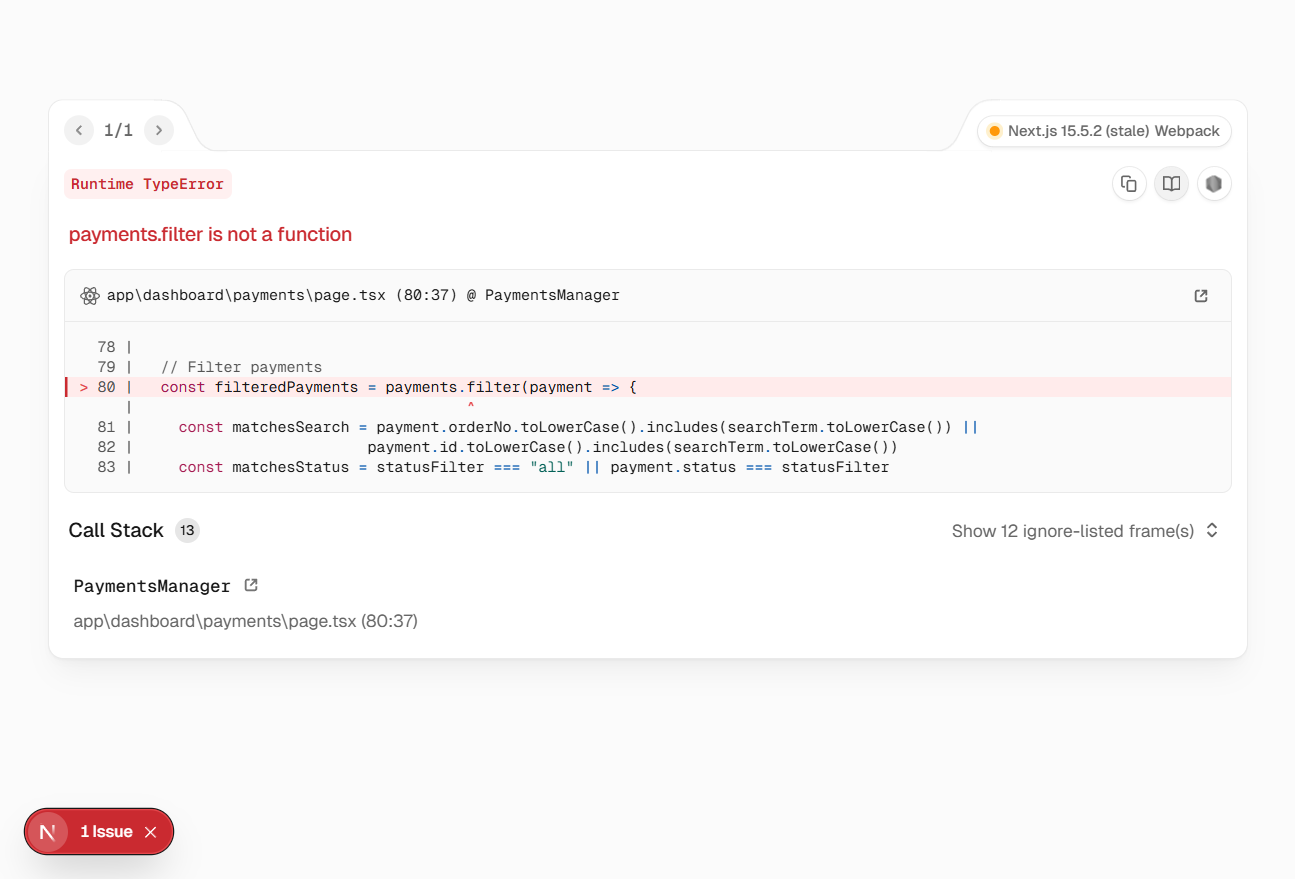 1/1
Next.js 15.5.2 (stale) Webpack
Runtime TypeError
payments.filter is not a function
app\dashboard\payments\page.tsx (80:37) @ PaymentsManager
78 |
79 |   // Filter payments
> 80 |   const filteredPayments = payments.filter(payment => {
|                                     ^
81 |     const matchesSearch = payment.orderNo.toLowerCase().includes(searchTerm.toLowerCase()) ||
82 |                          payment.id.toLowerCase().includes(searchTerm.toLowerCase())
83 |     const matchesStatus = statusFilter === "all" || payment.status === statusFilter
Call Stack 13
Show 12 ignore-listed frame(s)
PaymentsManager
app\dashboard\payments\page.tsx (80:37)
N 1 Issue